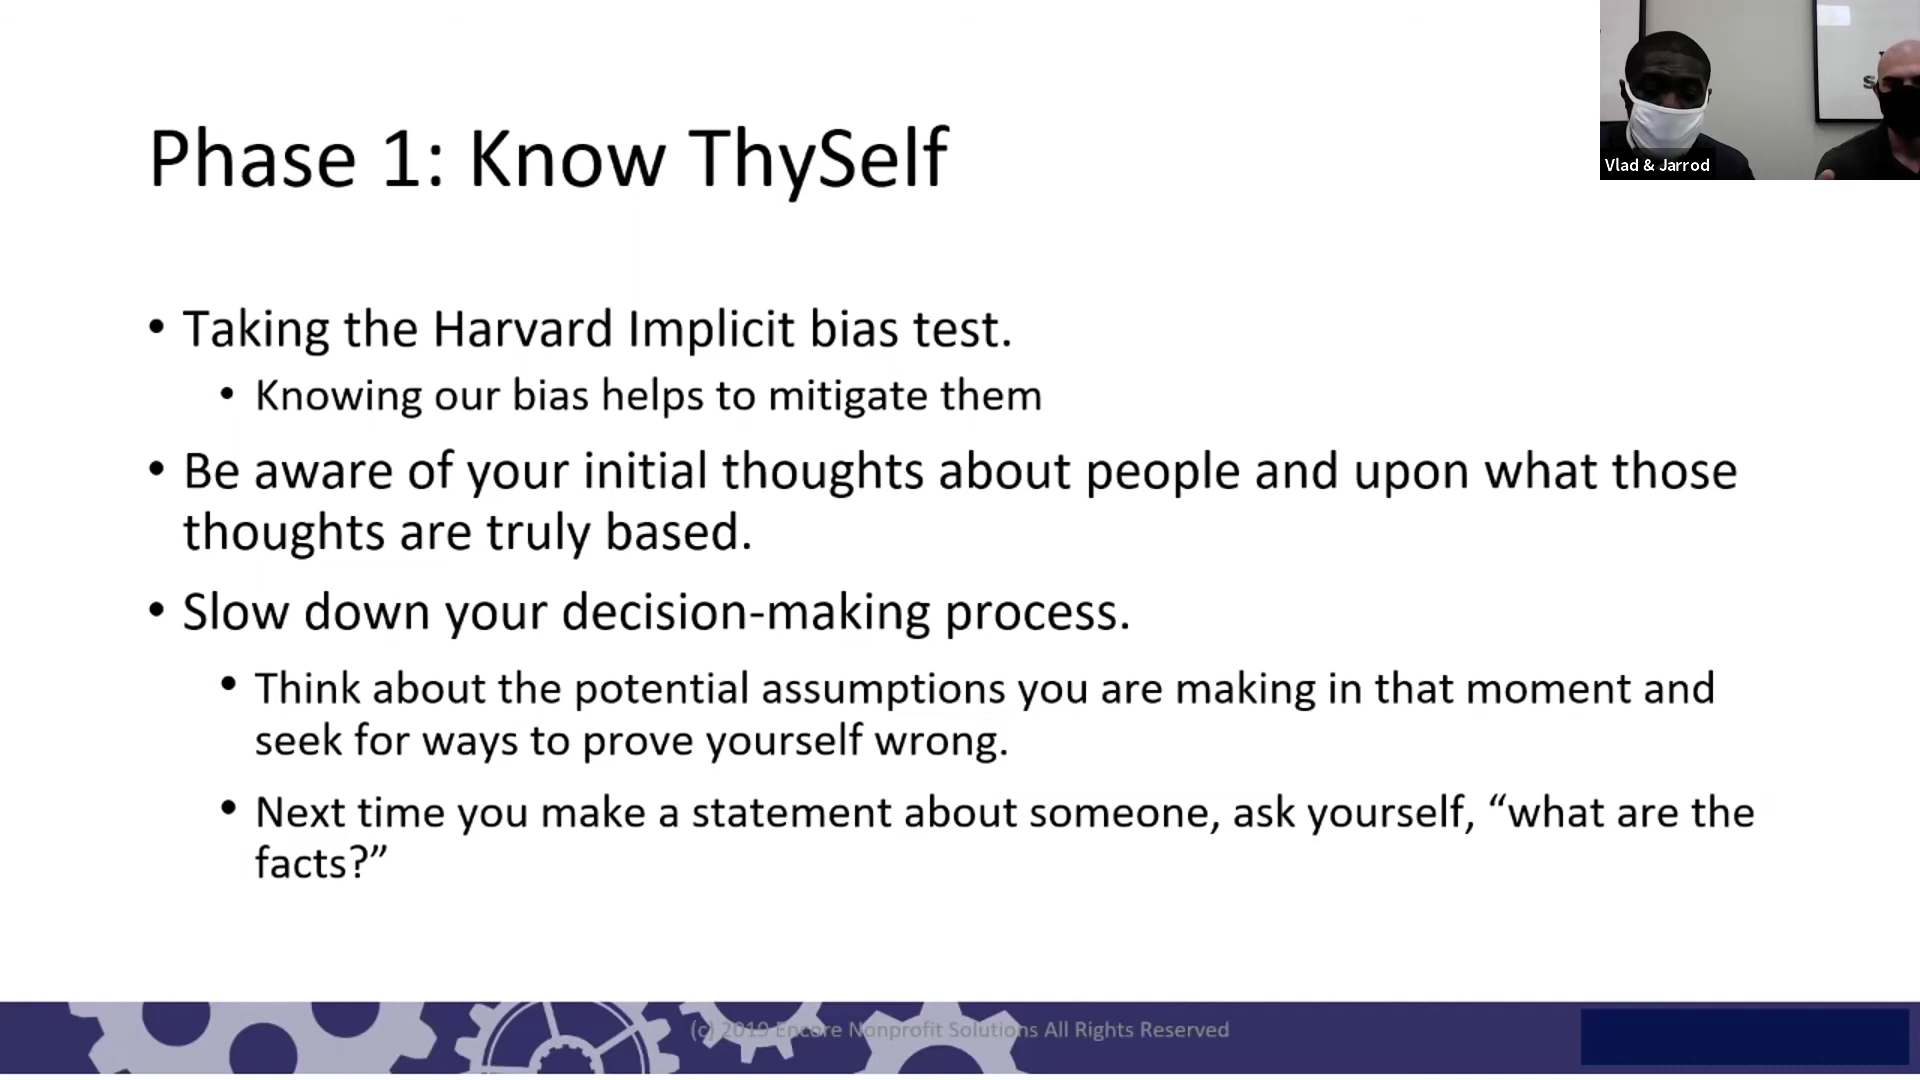 Vlad & Jarrod
Phase 1: Know ThySelf
• Taking the Harvard Implicit bias test.
• Knowing our bias helps to mitigate them
• Be aware of your initial thoughts about people and upon what those
thoughts are truly based.
• Slow down your decision-making process.
• Think about the potential assumptions you are making in that moment and
seek for ways to prove yourself wrong.
• Next time you make a statement about someone, ask yourself, “what are the
facts?”
(c) 2019 Encore Nonprofit Solutions All Rights Reserved